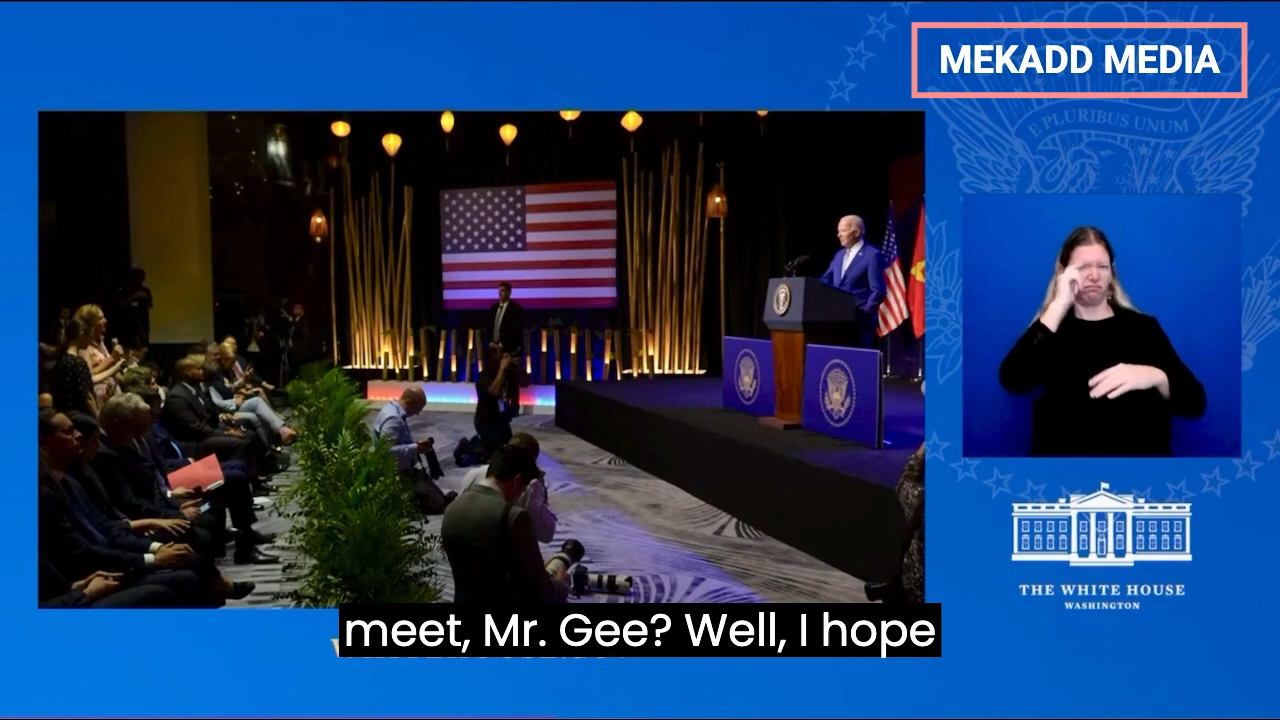 MEKADD MEDIA
E PLURIBUS UNUM
THE WHITE HOUSE
WASHINGTON
meet, Mr. Gee? Well, I hope